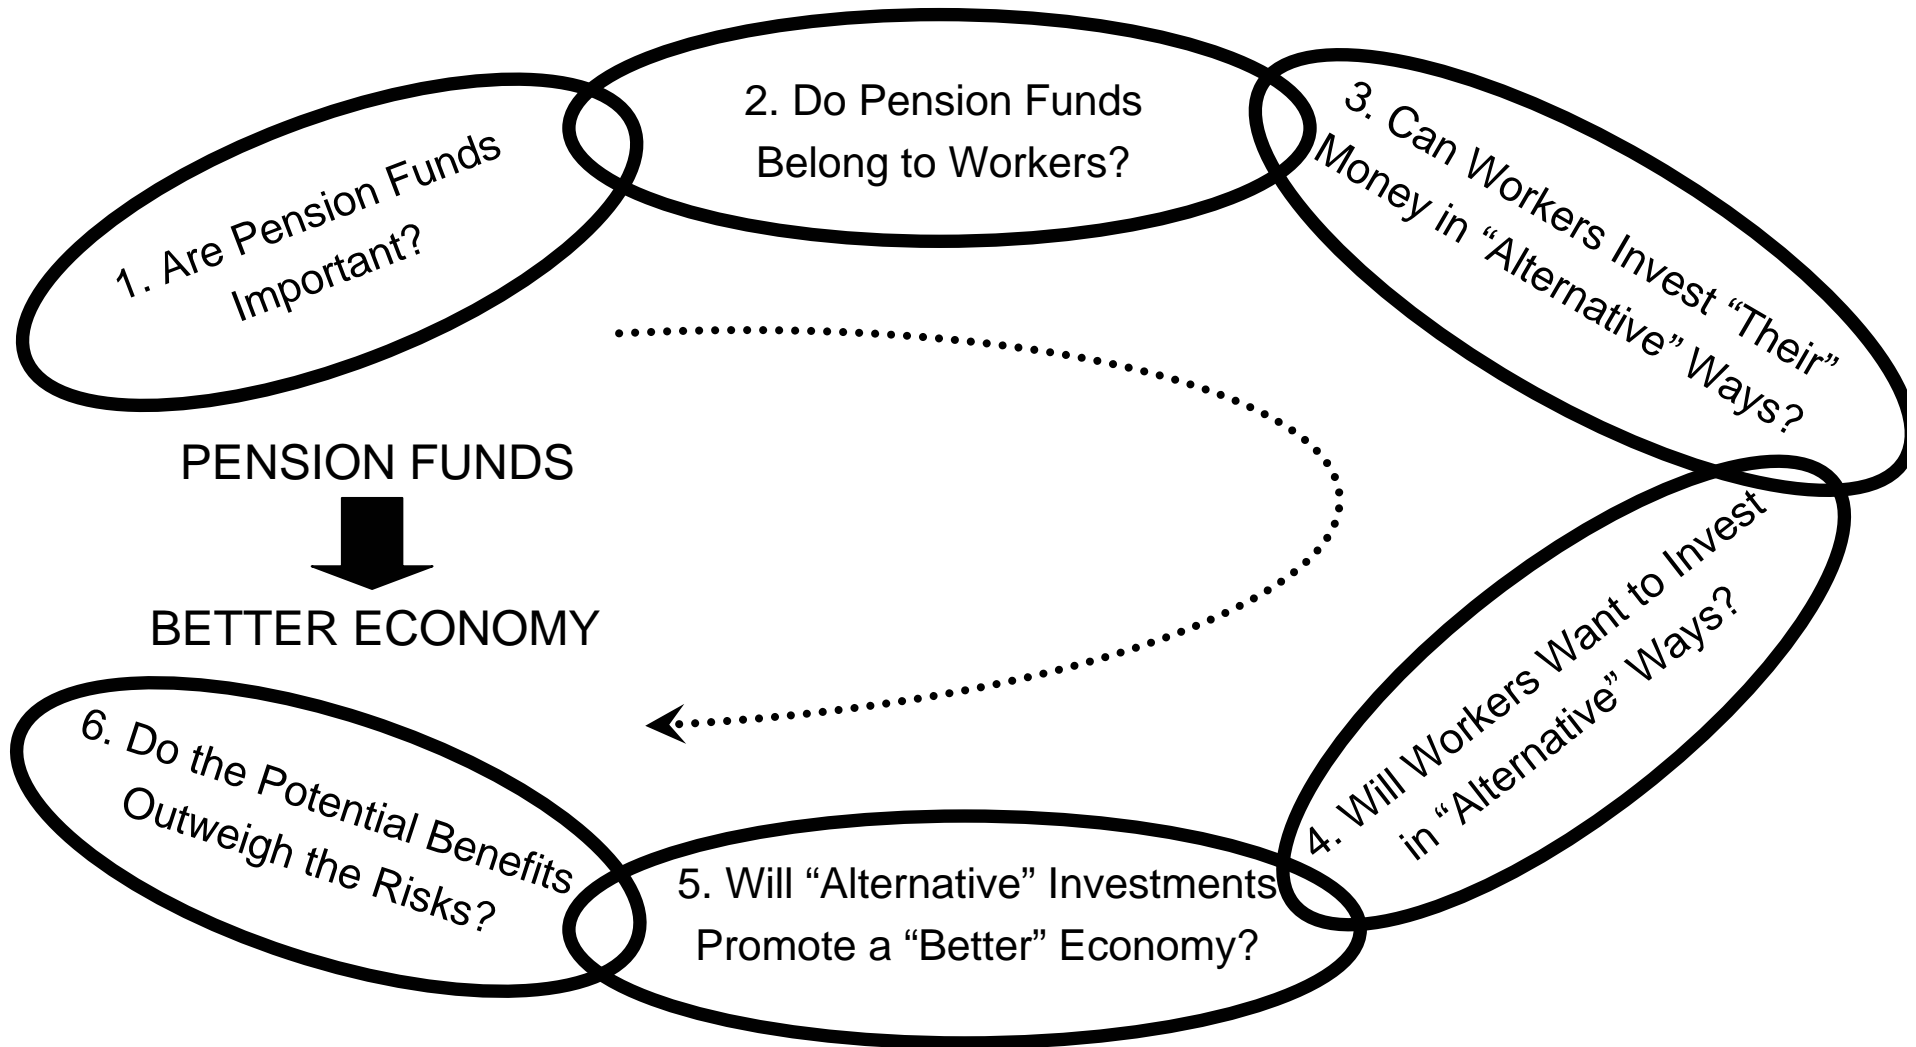 1. Are Pension Funds
Important?
2. Do Pension Funds
Belong to Workers?
3. Can Workers Invest “Their”
Money in “Alternative” Ways?
PENSION FUNDS
BETTER ECONOMY
4. Will Workers Want to Invest
in “Alternative” Ways?
5. Will “Alternative” Investments
Promote a “Better” Economy?
6. Do the Potential Benefits
Outweigh the Risks?